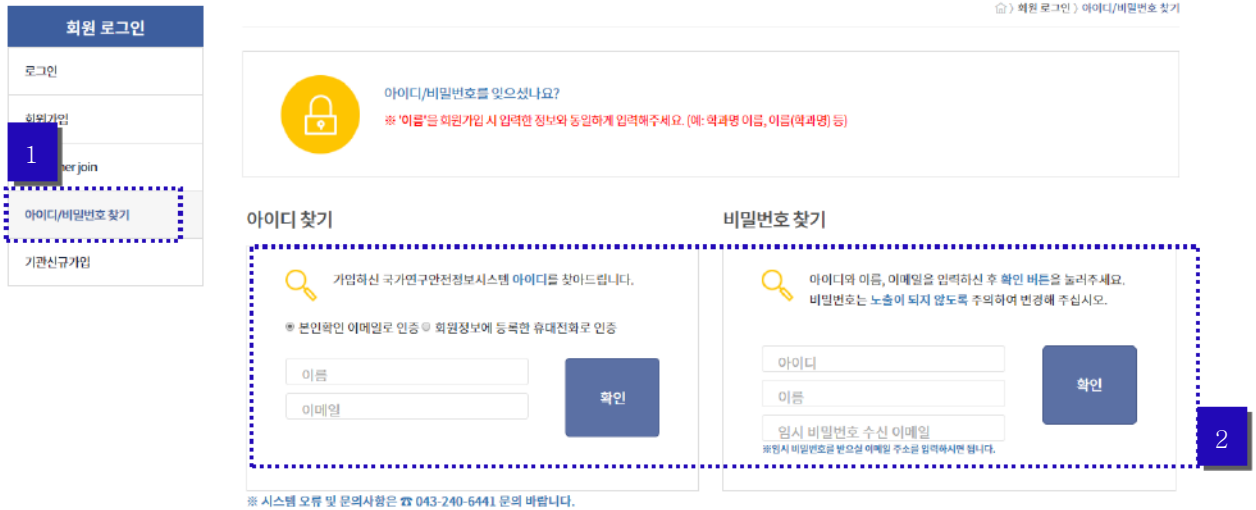 회원 로그인 > 아이디/비밀번호 찾기
회원 로그인
로그인
회원가입
1
er join
아이디/비밀번호 찾기
기관신규가입
아이디/비밀번호를 잊으셨나요?
※ '이름'을 회원가입 시 입력한 정보와 동일하게 입력해주세요. (예: 학과명 이름, 이름(학과명) 등)
아이디 찾기
가입하신 국가연구안전정보시스템 아이디를 찾아드립니다.
본인확인 이메일로 인증 회원정보에 등록한 휴대전화로 인증
이름
이메일
확인
비밀번호 찾기
아이디와 이름, 이메일을 입력하신 후 확인 버튼을 눌러주세요.
비밀번호는 노출이 되지 않도록 주의하여 변경해 주십시오.
아이디
이름
임시 비밀번호 수신 이메일
확인
※임시 비밀번호를 받으실 이메일 주소를 입력하시면 됩니다.
2
※ 시스템 오류 및 문의사항은 ☎ 043-240-6441 문의 바랍니다.